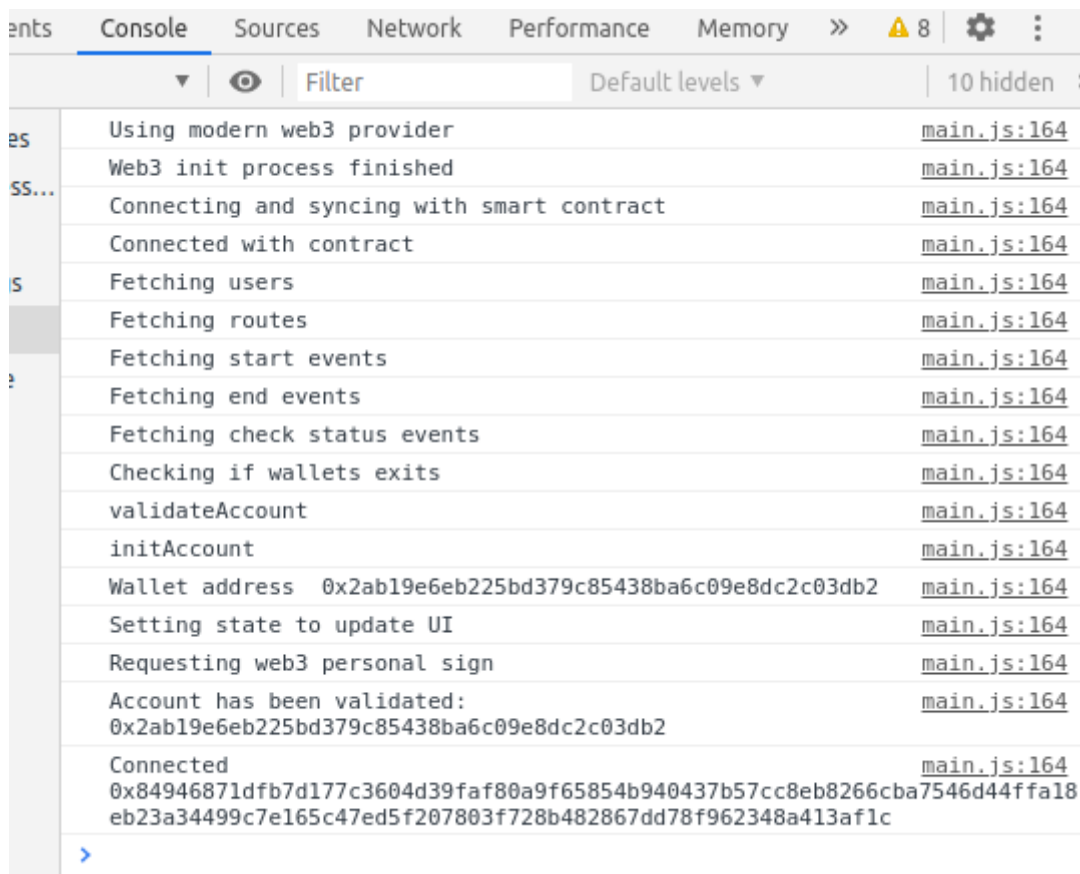 ents Console Sources Network Performance Memory » 8
Filter Default levels ▼ 10 hidden
es
ss...
Using modern web3 provider main.js:164
Web3 init process finished main.js:164
Connecting and syncing with smart contract main.js:164
Connected with contract main.js:164
Fetching users main.js:164
Fetching routes main.js:164
Fetching start events main.js:164
Fetching end events main.js:164
Fetching check status events main.js:164
Checking if wallets exits main.js:164
validateAccount main.js:164
initAccount main.js:164
Wallet address 0x2ab19e6eb225bd379c85438ba6c09e8dc2c03db2 main.js:164
Setting state to update UI main.js:164
Requesting web3 personal sign main.js:164
Account has been validated: main.js:164
0x2ab19e6eb225bd379c85438ba6c09e8dc2c03db2
Connected main.js:164
0x84946871dfb7d177c3604d39faf80a9f65854b940437b57cc8eb8266cba7546d44ffa18
eb23a34499c7e165c47ed5f207803f728b482867dd78f962348a413af1c
>